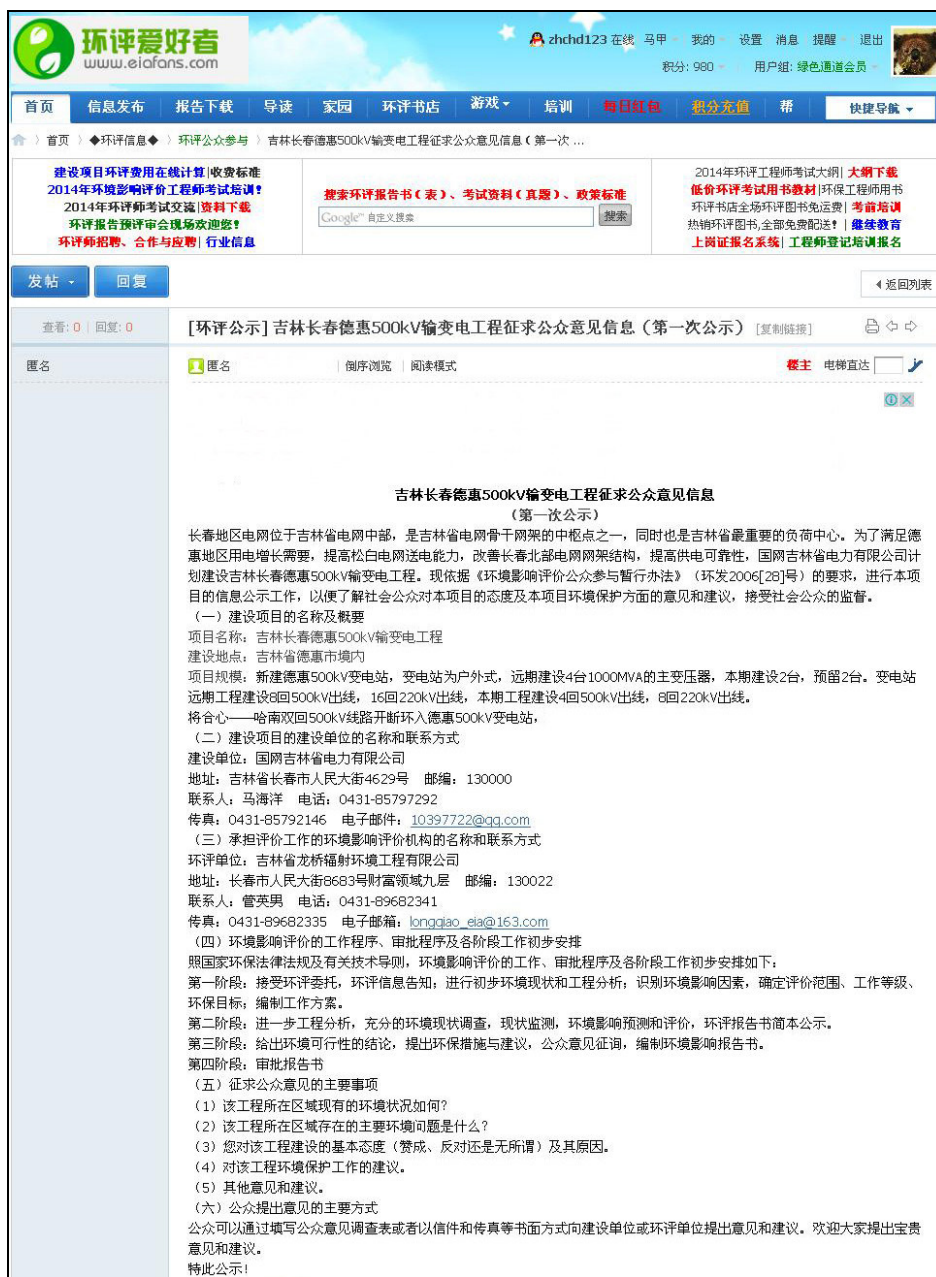 环评爱好者
www.eiafans.com
zhchd123 在线 马甲 我的 设置 消息 提醒 退出
积分: 980 用户组: 绿色通道会员
首页 信息发布 报告下载 导读 家园 环评书店 游戏 培训 每日红包 积分充值 帮 快捷导航
首页 〉 ◆环评信息◆ 〉 环评公众参与 〉 吉林长春德惠500kV输变电工程征求公众意见信息 ( 第一次 ...
建设项目环评费用在线计算|收费标准
2014年环境影响评价工程师考试培训!
2014年环评师考试交流|资料下载
环评报告预评审会现场欢迎您!
环评师招聘、合作与应聘| 行业信息
搜索环评报告书(表)、考试资料(真题)、政策标准
Google™ 自定义搜索 搜索
2014年环评工程师考试大纲| 大纲下载
低价环评考试用书教材|环保工程师用书
环评书店全场环评图书免运费| 考前培训
热销环评图书,全部免费配送! | 继续教育
上岗证报名系统| 工程师登记培训报名
发帖 回复 返回列表
查看: 0 | 回复: 0 [环评公示] 吉林长春德惠500kV输变电工程征求公众意见信息(第一次公示) [复制链接]
匿名 匿名 | 倒序浏览 | 阅读模式 楼主 电梯直达
吉林长春德惠500kV输变电工程征求公众意见信息
(第一次公示)
长春地区电网位于吉林省电网中部,是吉林省电网骨干网架的中枢点之一,同时也是吉林省最重要的负荷中心。为了满足德
惠地区用电增长需要,提高松白电网送电能力,改善长春北部电网网架结构,提高供电可靠性,国网吉林省电力有限公司计
划建设吉林长春德惠500kV输变电工程。现依据《环境影响评价公众参与暂行办法》(环发2006[28]号)的要求,进行本项
目的信息公示工作,以便了解社会公众对本项目的态度及本项目环境保护方面的意见和建议,接受社会公众的监督。
(一)建设项目的名称及概要
项目名称:吉林长春德惠500kV输变电工程
建设地点:吉林省德惠市境内
项目规模:新建德惠500kV变电站,变电站为户外式,远期建设4台1000MVA的主变压器,本期建设2台,预留2台。变电站
远期工程建设8回500kV出线,16回220kV出线,本期工程建设4回500kV出线,8回220kV出线。
将合心——哈南双回500kV线路开断环入德惠500kV变电站,
(二)建设项目的建设单位的名称和联系方式
建设单位:国网吉林省电力有限公司
地址:吉林省长春市人民大街4629号 邮编:130000
联系人:马海洋 电话:0431-85797292
传真:0431-85792146 电子邮件:10397722@qq.com
(三)承担评价工作的环境影响评价机构的名称和联系方式
环评单位:吉林省龙桥辐射环境工程有限公司
地址:长春市人民大街8683号财富领域九层 邮编:130022
联系人:管英男 电话:0431-89682341
传真:0431-89682335 电子邮箱:longqiao_eia@163.com
(四)环境影响评价的工作程序、审批程序及各阶段工作初步安排
照国家环保法律法规及有关技术导则,环境影响评价的工作、审批程序及各阶段工作初步安排如下:
第一阶段:接受环评委托,环评信息告知;进行初步环境现状和工程分析;识别环境影响因素,确定评价范围、工作等级、
环保目标;编制工作方案。
第二阶段:进一步工程分析,充分的环境现状调查,现状监测,环境影响预测和评价,环评报告书简本公示。
第三阶段:给出环境可行性的结论,提出环保措施与建议,公众意见征询,编制环境影响报告书。
第四阶段:审批报告书
(五)征求公众意见的主要事项
(1)该工程所在区域现有的环境状况如何?
(2)该工程所在区域存在的主要环境问题是什么?
(3)您对该工程建设的基本态度(赞成、反对还是无所谓)及其原因。
(4)对该工程环境保护工作的建议。
(5)其他意见和建议。
(六)公众提出意见的主要方式
公众可以通过填写公众意见调查表或者以信件和传真等书面方式向建设单位或环评单位提出意见和建议。欢迎大家提出宝贵
意见和建议。
特此公示!